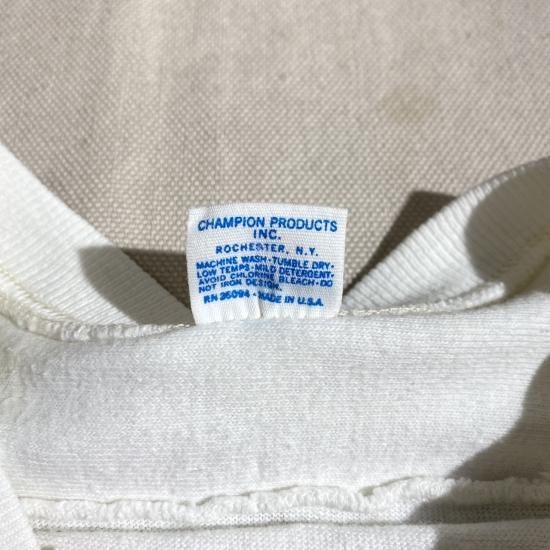 CHAMPION PRODUCTS
INC.
ROCHESTER, N.Y.
MACHINE WASH-TUMBLE DRY-
LOW TEMPS-MILD DETERGENT-
AVOID CHLORINE BLEACH-DO
NOT IRON DESIGN.
RN 26094-MADE IN U.S.A.